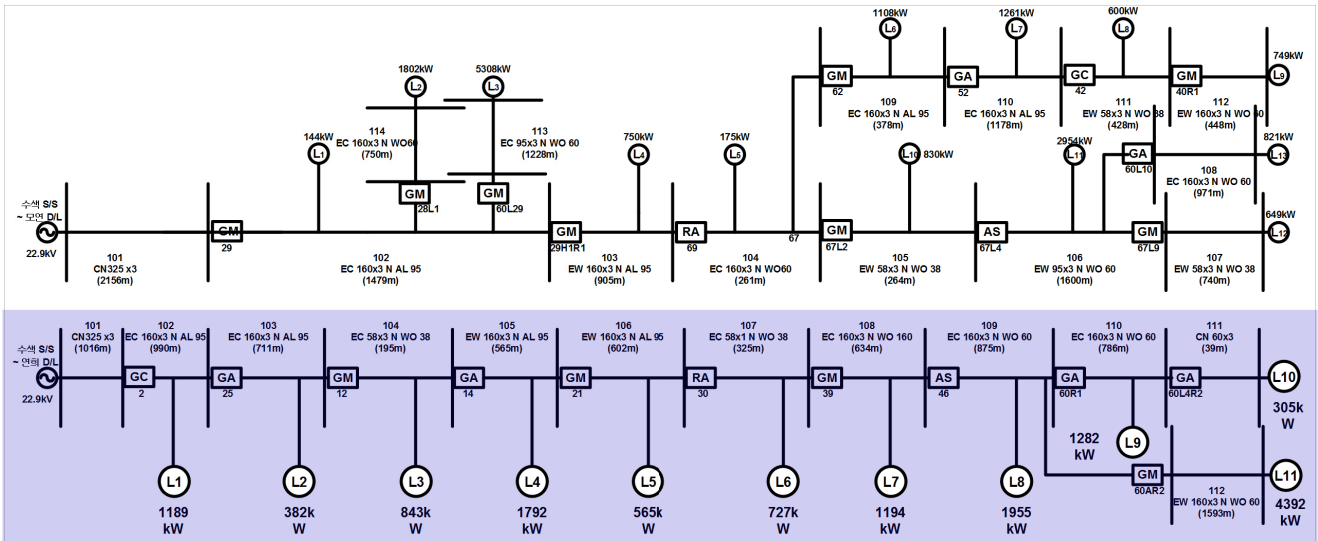 1108kW
1261kW
600kW
L6
L7
L8
1802kW
5308kW
749kW
L2
L3
GM
GA
GC
GM
L9
62
52
42
40R1
109
EC 160x3 N AL 95
(378m)
110
EC 160x3 N AL 95
(1178m)
111
EW 58x3 N WO 38
(428m)
112
EW 160x3 N WO 60
(448m)
114
EC 160x3 N WO60
(750m)
113
EC 95x3 N WO 60
(1228m)
144kW
750kW
175kW
2954kW
821kW
L1
L4
L5
L10 830kW
L11
GA
L13
60L10
108
EC 160x3 N WO 60
(971m)
GM
GM
28L1
60L29
수색 S/S
~ 모연 D/L
649kW
GM
GM
RA
GM
AS
GM
L12
22.9kV
29
29H1R1
69
67
67L2
67L4
67L9
101
CN325 x3
(2156m)
102
EC 160x3 N AL 95
(1479m)
103
EW 160x3 N AL 95
(905m)
104
EC 160x3 N WO60
(261m)
105
EW 58x3 N WO 38
(264m)
106
EW 95x3 N WO 60
(1600m)
107
EW 58x3 N WO 38
(740m)
101
CN325 x3
(1016m)
102
EC 160x3 N AL 95
(990m)
103
EC 160x3 N AL 95
(711m)
104
EC 58x3 N WO 38
(195m)
105
EW 160x3 N AL 95
(565m)
106
EW 160x3 N AL 95
(602m)
107
EC 58x1 N WO 38
(325m)
108
EC 160x3 N WO 160
(634m)
109
EC 160x3 N WO 60
(875m)
110
EC 160x3 N WO 60
(786m)
111
CN 60x3
(39m)
수색 S/S
~ 연희 D/L
GC
GA
GM
GA
GM
RA
GM
AS
GA
GA
L10
22.9kV
2
25
12
14
21
30
39
46
60R1
60L4R2
305k
W
1282
kW
L9
L1
L2
L3
L4
L5
L6
L7
L8
GM
L11
60AR2
112
EW 160x3 N WO 60
(1593m)
1189
kW
382k
W
843k
W
1792
kW
565k
W
727k
W
1194
kW
1955
kW
4392
kW